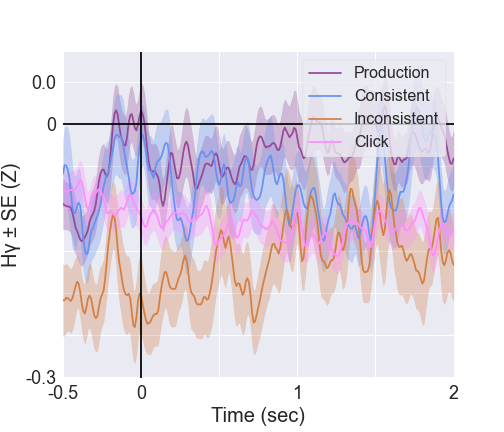 Production
Consistent
Inconsistent
Click
0.0
0
-0.3
-0.5
0
1
2
Hγ ± SE (Z)
Time (sec)